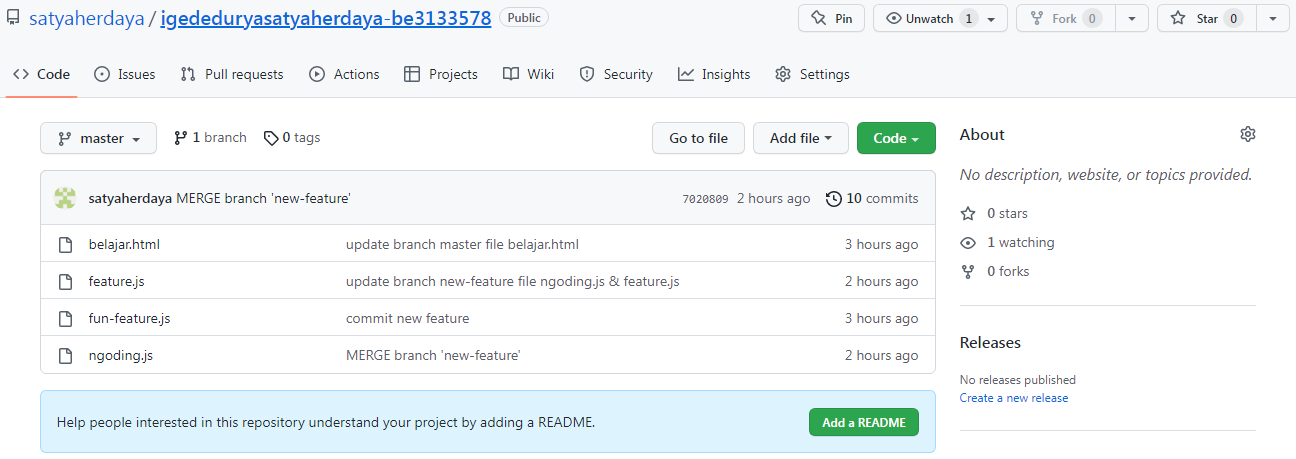 satyaherdaya / igededuryasatyaherdaya-be3133578 Public
Pin
Unwatch 1
Fork 0
Star 0
Code
Issues
Pull requests
Actions
Projects
Wiki
Security
Insights
Settings
master
1 branch
0 tags
Go to file
Add file
Code
satyaherdaya MERGE branch 'new-feature' 7020809 2 hours ago 10 commits
belajar.html update branch master file belajar.html 3 hours ago
feature.js update branch new-feature file ngoding.js & feature.js 2 hours ago
fun-feature.js commit new feature 3 hours ago
ngoding.js MERGE branch 'new-feature' 2 hours ago
Help people interested in this repository understand your project by adding a README. Add a README
About
No description, website, or topics provided.
0 stars
1 watching
0 forks
Releases
No releases published
Create a new release